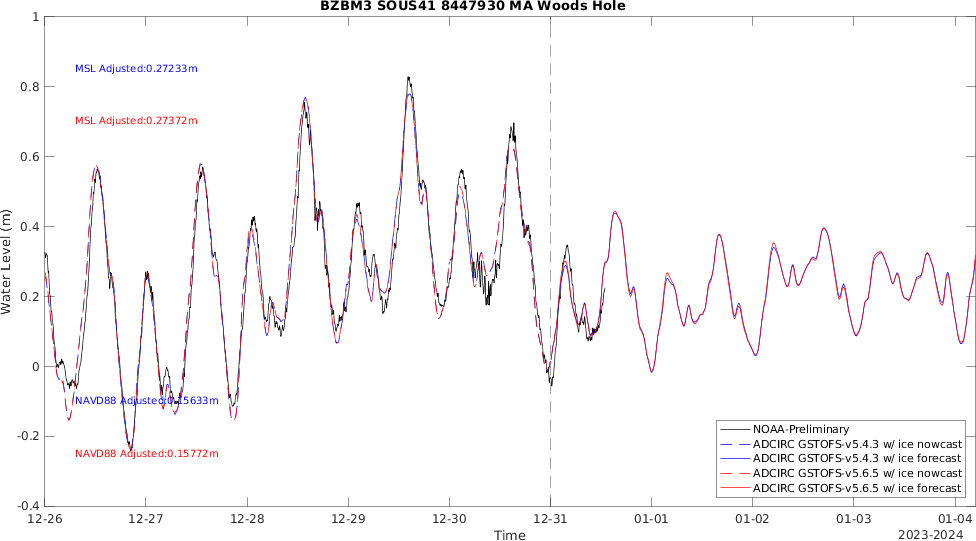 BZBM3 SOUS41 8447930 MA Woods Hole
1
0.8
0.6
0.4
0.2
0
-0.2
-0.4
Water Level (m)
MSL Adjusted:0.27233m
MSL Adjusted:0.27372m
NAVD88 Adjusted:0.15633m
NAVD88 Adjusted:0.15772m
NOAA-Preliminary
ADCIRC GSTOFS-v5.4.3 w/ ice nowcast
ADCIRC GSTOFS-v5.4.3 w/ ice forecast
ADCIRC GSTOFS-v5.6.5 w/ ice nowcast
ADCIRC GSTOFS-v5.6.5 w/ ice forecast
12-26 12-27 12-28 12-29 12-30 12-31 01-01 01-02 01-03 01-04
Time
2023-2024